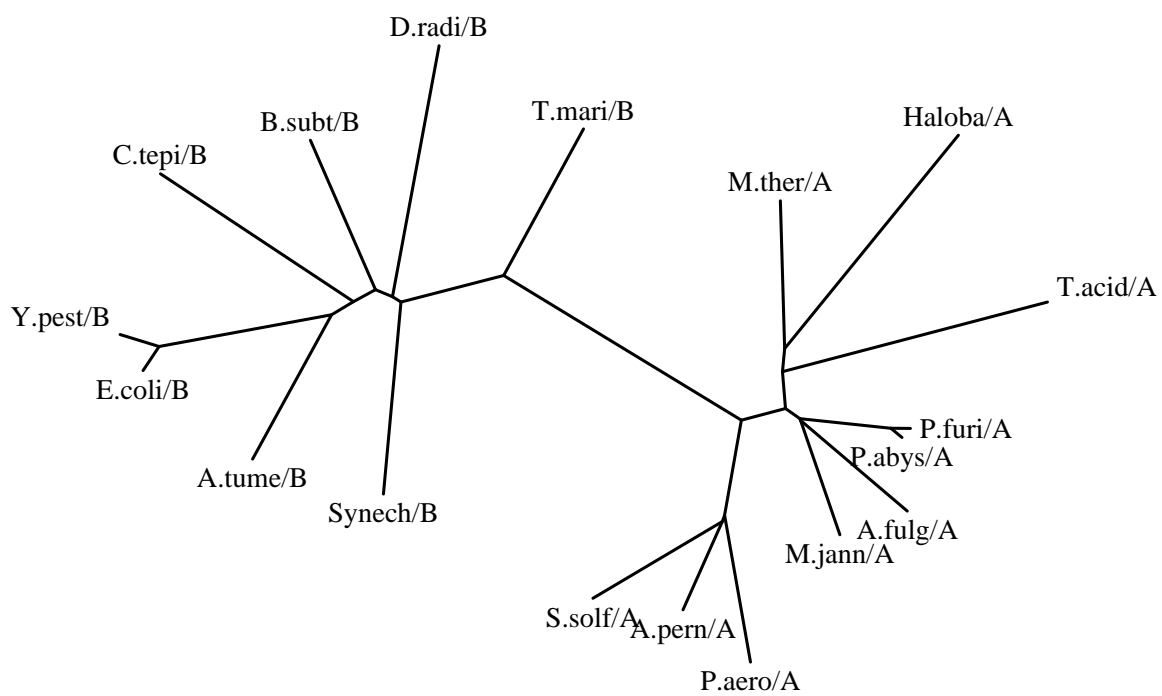 D.radi/B
T.mari/B
Haloba/A
B.subt/B
C.tepi/B
M.ther/A
T.acid/A
Y.pest/B
E.coli/B
P.furi/A
P.abys/A
A.tume/B
Synech/B
A.fulg/A
M.jann/A
S.solf/A
A.pern/A
P.aero/A